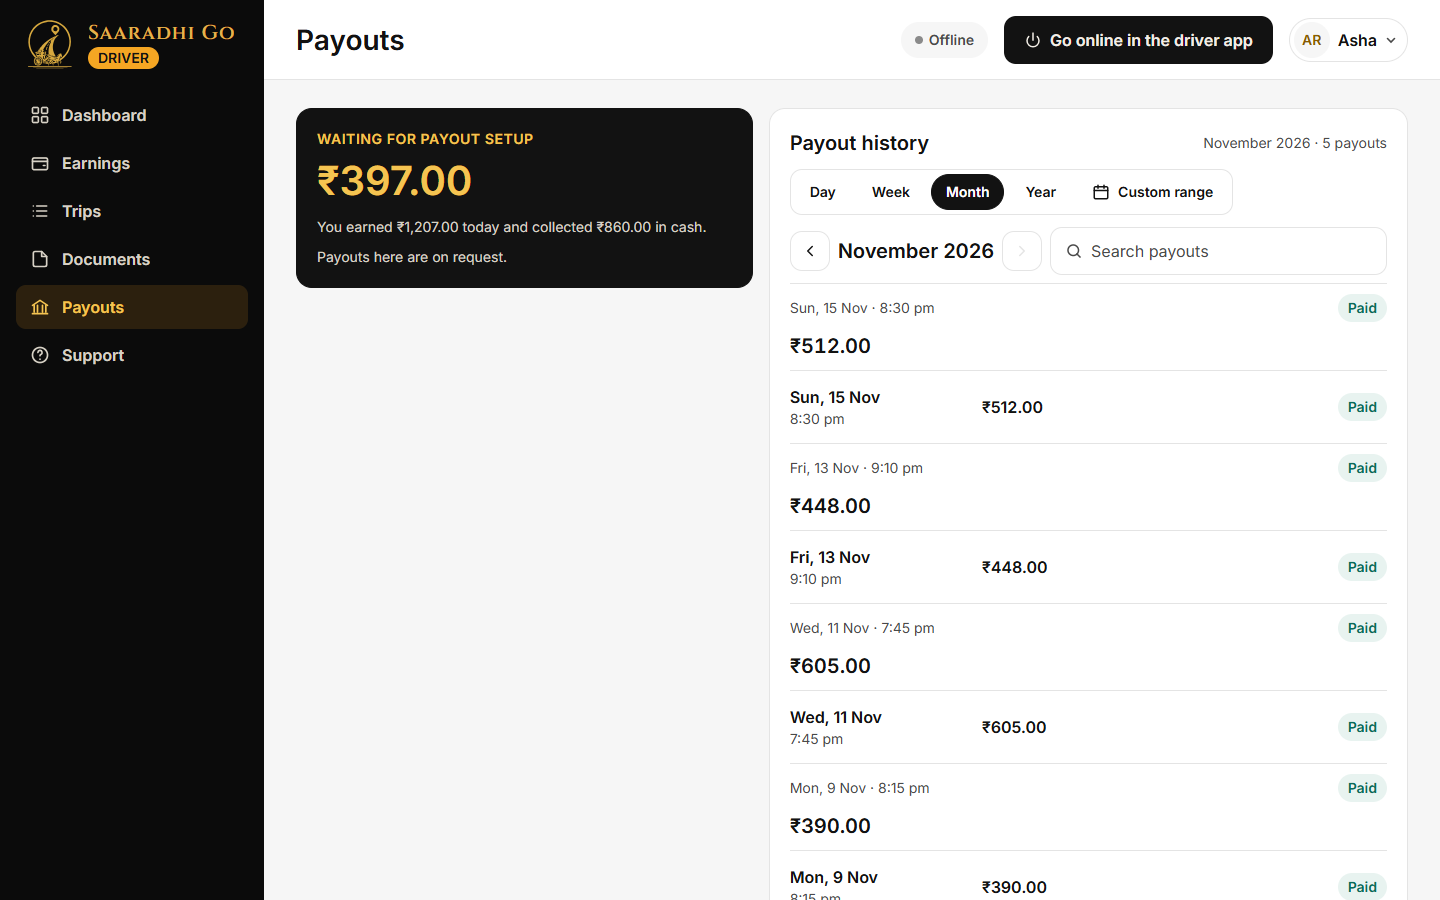 SAARADHI GO
DRIVER
Dashboard
Earnings
Trips
Documents
Payouts
Support
Payouts
Offline
Go online in the driver app
AR
Asha
WAITING FOR PAYOUT SETUP
₹397.00
You earned ₹1,207.00 today and collected ₹860.00 in cash.
Payouts here are on request.
Payout history
November 2026 · 5 payouts
Day Week Month Year Custom range
November 2026
Search payouts
Sun, 15 Nov · 8:30 pm Paid
₹512.00
Sun, 15 Nov
8:30 pm
₹512.00 Paid
Fri, 13 Nov · 9:10 pm Paid
₹448.00
Fri, 13 Nov
9:10 pm
₹448.00 Paid
Wed, 11 Nov · 7:45 pm Paid
₹605.00
Wed, 11 Nov
7:45 pm
₹605.00 Paid
Mon, 9 Nov · 8:15 pm Paid
₹390.00
Mon, 9 Nov
8:15 pm
₹390.00 Paid